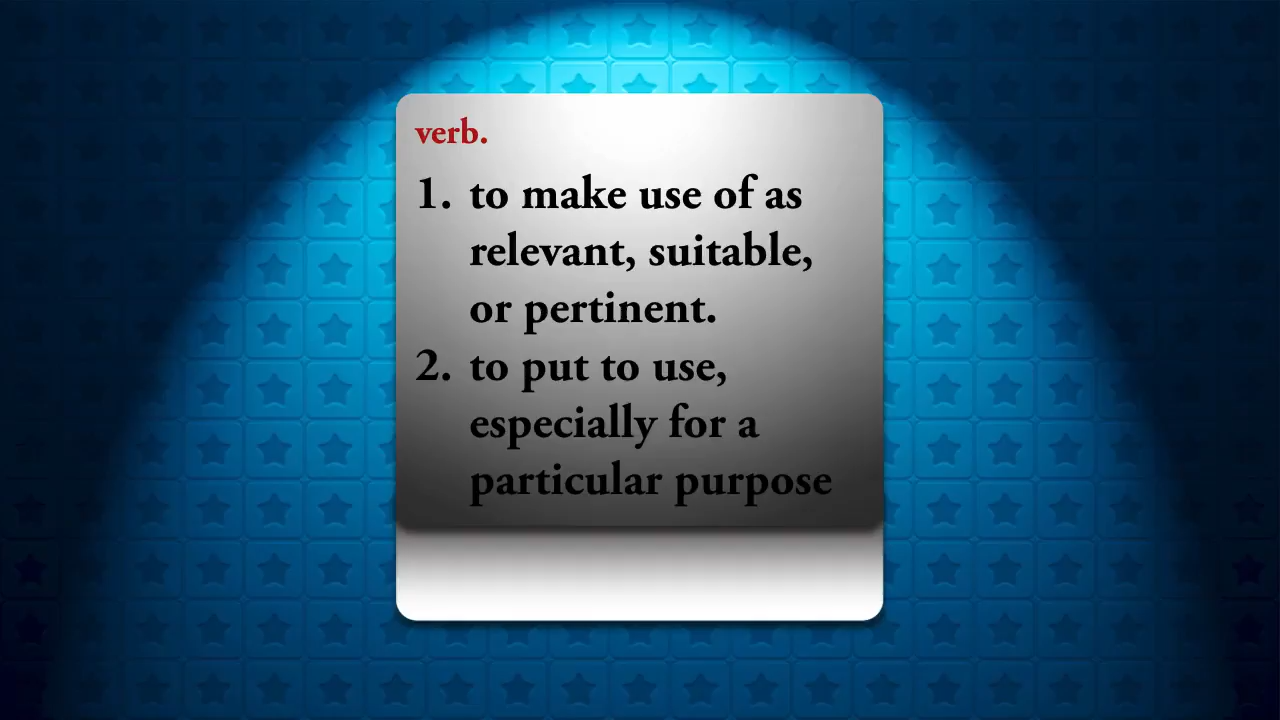 verb.
1. to make use of as
relevant, suitable,
or pertinent.
2. to put to use,
especially for a
particular purpose